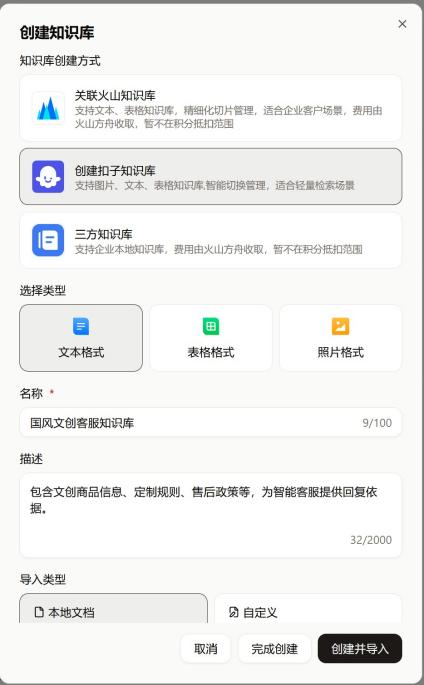 创建知识库
知识库创建方式
关联火山知识库
支持文本、表格知识库，精细化切片管理，适合企业客户场景，费用由
火山方舟收取，暂不在积分抵扣范围
创建扣子知识库
支持图片、文本、表格知识库,智能切换管理，适合轻量检索场景
三方知识库
支持企业本地知识库，费用由火山方舟收取，暂不在积分抵扣范围
选择类型
文本格式
表格格式
照片格式
名称 *
国风文创客服知识库 9/100
描述
包含文创商品信息、定制规则、售后政策等，为智能客服提供回复依
据。
32/2000
导入类型
本地文档
自定义
取消
完成创建
创建并导入